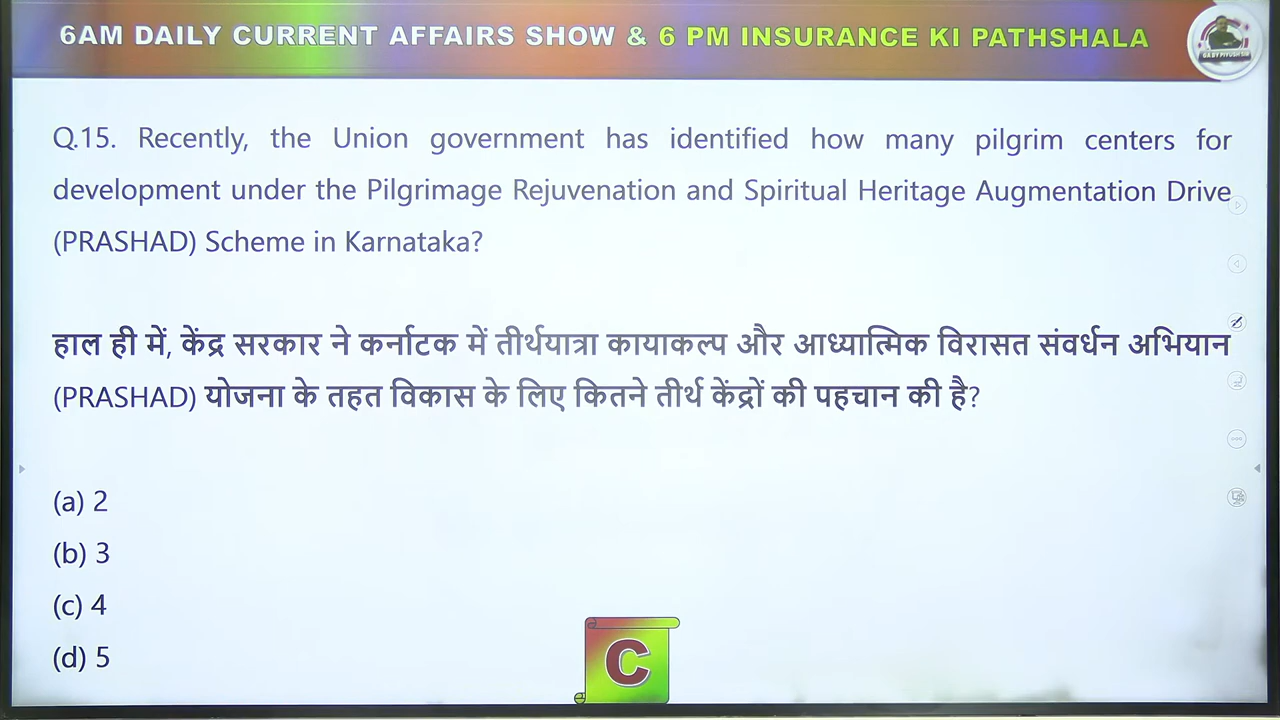 6AM DAILY CURRENT AFFAIRS SHOW & 6 PM INSURANCE KI PATHSHALA
Q.15. Recently, the Union government has identified how many pilgrim centers for
development under the Pilgrimage Rejuvenation and Spiritual Heritage Augmentation Drive
(PRASHAD) Scheme in Karnataka?
हाल ही में, केंद्र सरकार ने कर्नाटक में तीर्थयात्रा कायाकल्प और आध्यात्मिक विरासत संवर्धन अभियान
(PRASHAD) योजना के तहत विकास के लिए कितने तीर्थ केंद्रों की पहचान की है?
(a) 2
(b) 3
(c) 4
(d) 5
C